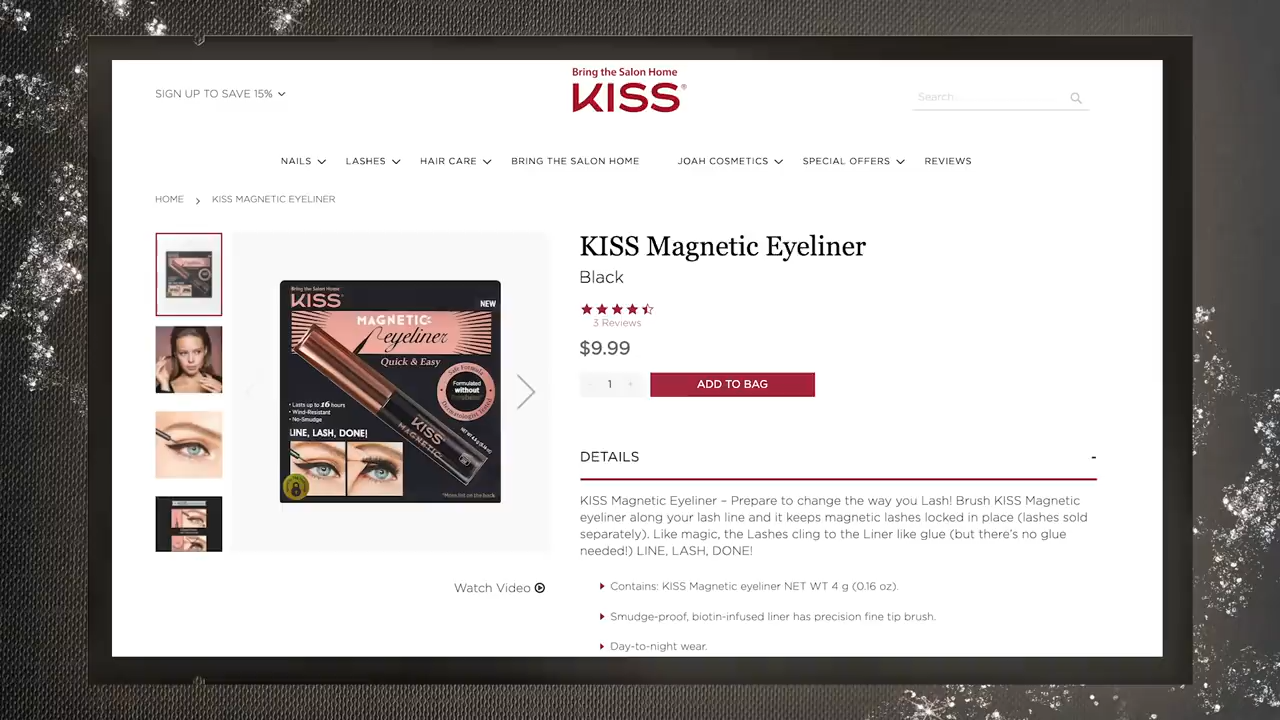 Bring the Salon Home
KISS®
SIGN UP TO SAVE 15%
Search
NAILS LASHES HAIR CARE BRING THE SALON HOME JOAH COSMETICS SPECIAL OFFERS REVIEWS
HOME > KISS MAGNETIC EYELINER
Bring the Salon Home
KISS
NEW
MAGNETIC
eyeliner
Quick & Easy
Safe Formula
Formulated
without
• Lasts up to 16 hours
• Wind-Resistant
• No-Smudge
LINE, LASH, DONE!
KISS
MAGNETIC
Watch Video
KISS Magnetic Eyeliner
Black
3 Reviews
$9.99
- 1 +
ADD TO BAG
DETAILS -
KISS Magnetic Eyeliner – Prepare to change the way you Lash! Brush KISS Magnetic
eyeliner along your lash line and it keeps magnetic lashes locked in place (lashes sold
separately). Like magic, the Lashes cling to the Liner like glue (but there's no glue
needed!) LINE, LASH, DONE!
Contains: KISS Magnetic eyeliner NET WT 4 g (0.16 oz).
Smudge-proof, biotin-infused liner has precision fine tip brush.
Day-to-night wear.